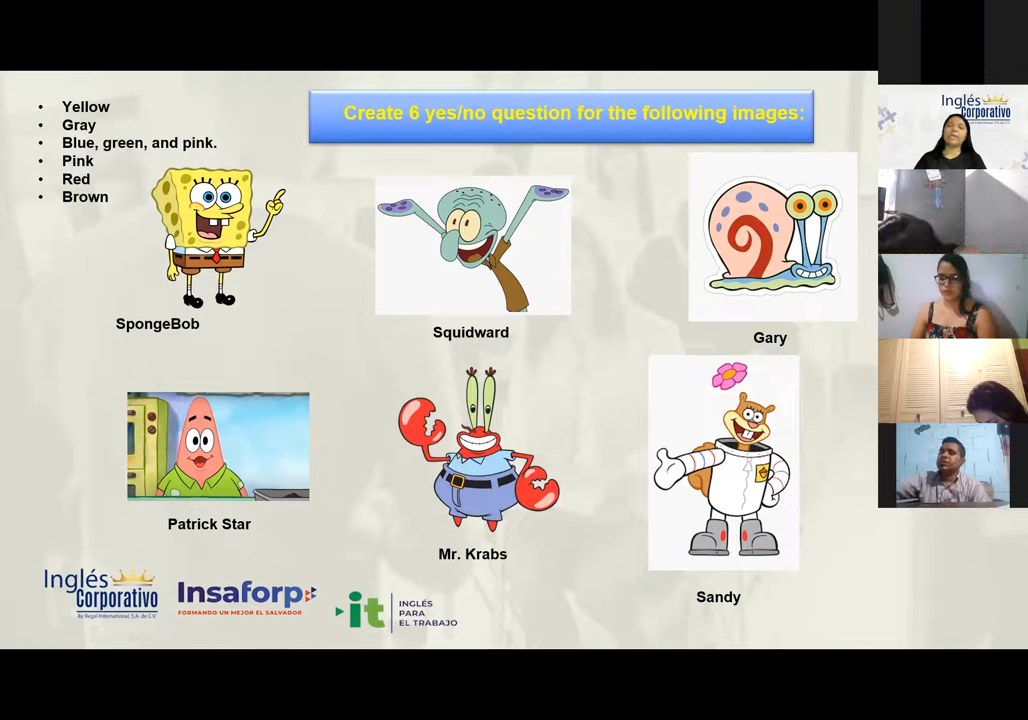 Create 6 yes/no question for the following images:
• Yellow
• Gray
• Blue, green, and pink.
• Pink
• Red
• Brown
SpongeBob
Squidward
Gary
Patrick Star
Mr. Krabs
Sandy
Inglés
Corporativo
By Regal International, S.A. de C.V.
Insaforp
FORMANDO UN MEJOR EL SALVADOR
it
INGLÉS
PARA
EL TRABAJO
Inglés
Corporativo